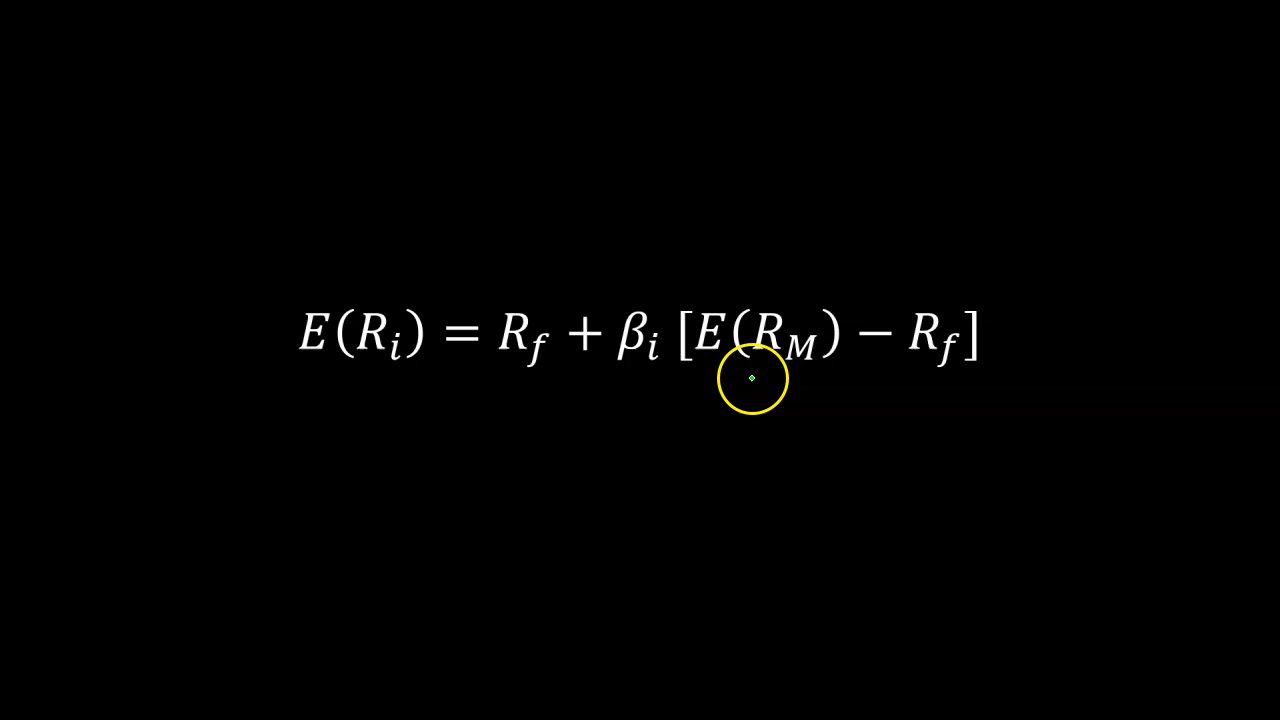 E(R_i) = R_f + β_i [E(R_M) − R_f]